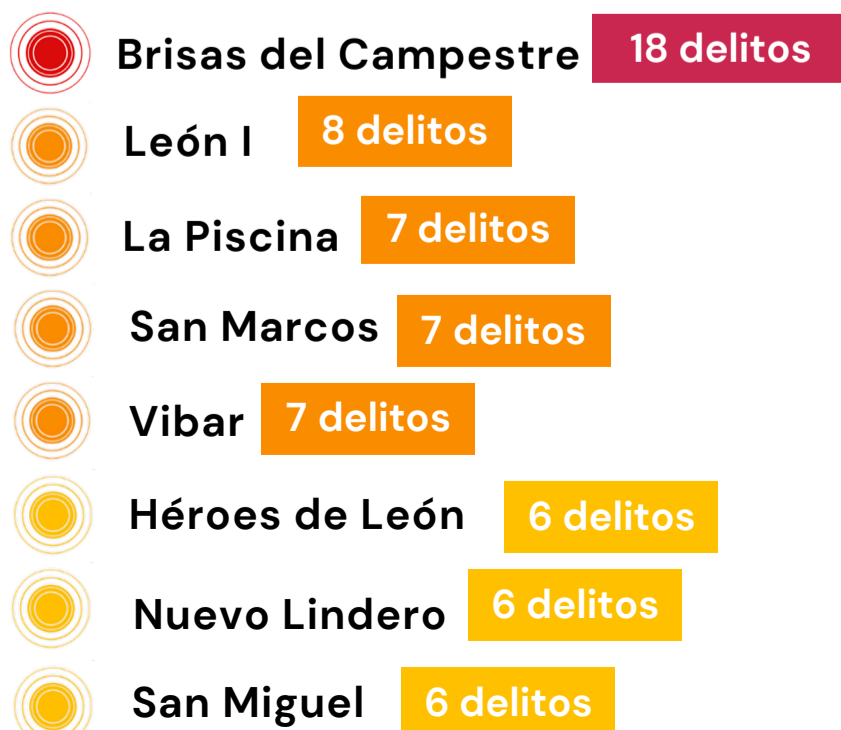 Brisas del Campestre 18 delitos
León I 8 delitos
La Piscina 7 delitos
San Marcos 7 delitos
Vibar 7 delitos
Héroes de León 6 delitos
Nuevo Lindero 6 delitos
San Miguel 6 delitos